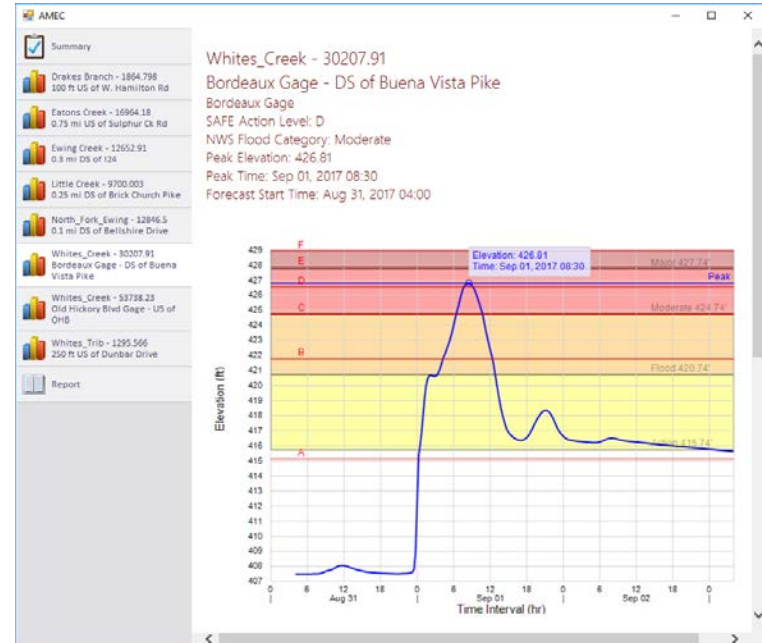 AMEC
Summary
Drakes Branch - 1864.798
100 ft US of W. Hamilton Rd
Eatons Creek - 16964.18
0.75 mi US of Sulphur Ck Rd
Ewing Creek - 12652.91
0.3 mi DS of I24
Little Creek - 9700.003
0.25 mi DS of Brick Church Pike
North_Fork_Ewing - 12846.5
0.1 mi DS of Bellshire Drive
Whites_Creek - 30207.91
Bordeaux Gage - DS of Buena
Vista Pike
Whites_Creek - 53738.23
Old Hickory Blvd Gage - US of
OHB
Whites_Trib - 1295.566
250 ft US of Dunbar Drive
Report
Whites_Creek - 30207.91
Bordeaux Gage - DS of Buena Vista Pike
Bordeaux Gage
SAFE Action Level: D
NWS Flood Category: Moderate
Peak Elevation: 426.81
Peak Time: Sep 01, 2017 08:30
Forecast Start Time: Aug 31, 2017 04:00
Elevation (ft)
429
428
427
426
425
424
423
422
421
420
419
418
417
416
415
414
413
412
411
410
409
408
407
F
E
D
C
B
A
Elevation: 426.81
Time: Sep 01, 2017 08:30
Major 427.74'
Peak
Moderate 424.74'
Flood 420.74'
Action 415.74'
0 6 12 18 0 6 12 18 0 6 12 18 0
Aug 31 Sep 01 Sep 02
Time Interval (hr)